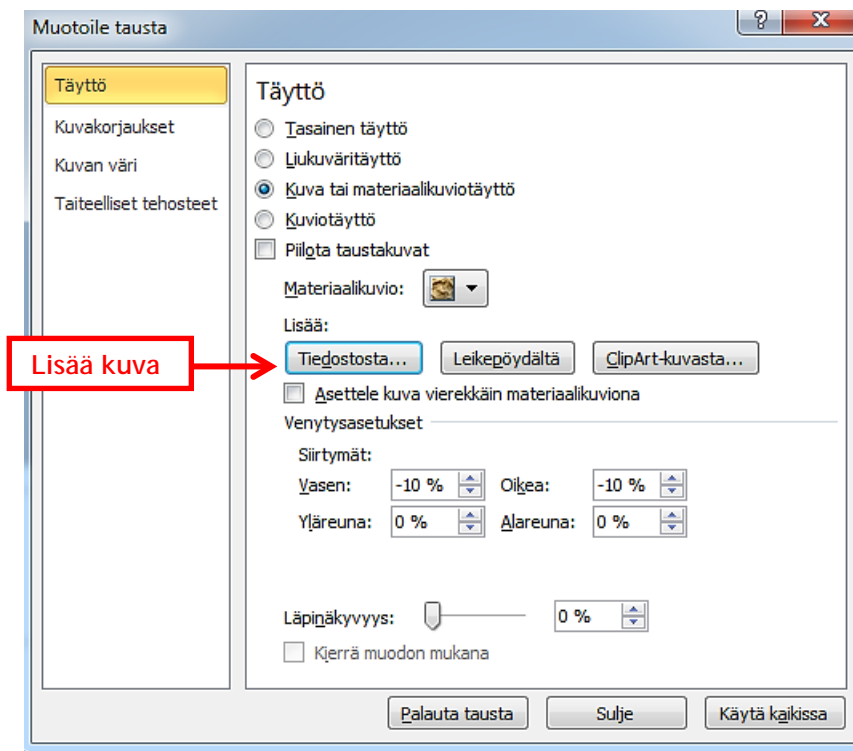 Muotoile tausta
Täyttö
Kuvakorjaukset
Kuvan väri
Taiteelliset tehosteet
Täyttö
Tasainen täyttö
Liukuväritäyttö
Kuva tai materiaalikuviotäyttö
Kuviotäyttö
Piilota taustakuvat
Materiaalikuvio:
Lisää:
Lisää kuva
Tiedostosta... Leikepöydältä ClipArt-kuvasta...
Asettele kuva vierekkäin materiaalikuviona
Venytysasetukset
Siirtymät:
Vasen: -10 % Oikea: -10 %
Yläreuna: 0 % Alareuna: 0 %
Läpinäkyvyys: 0 %
Kierrä muodon mukana
Palauta tausta Sulje Käytä kaikissa